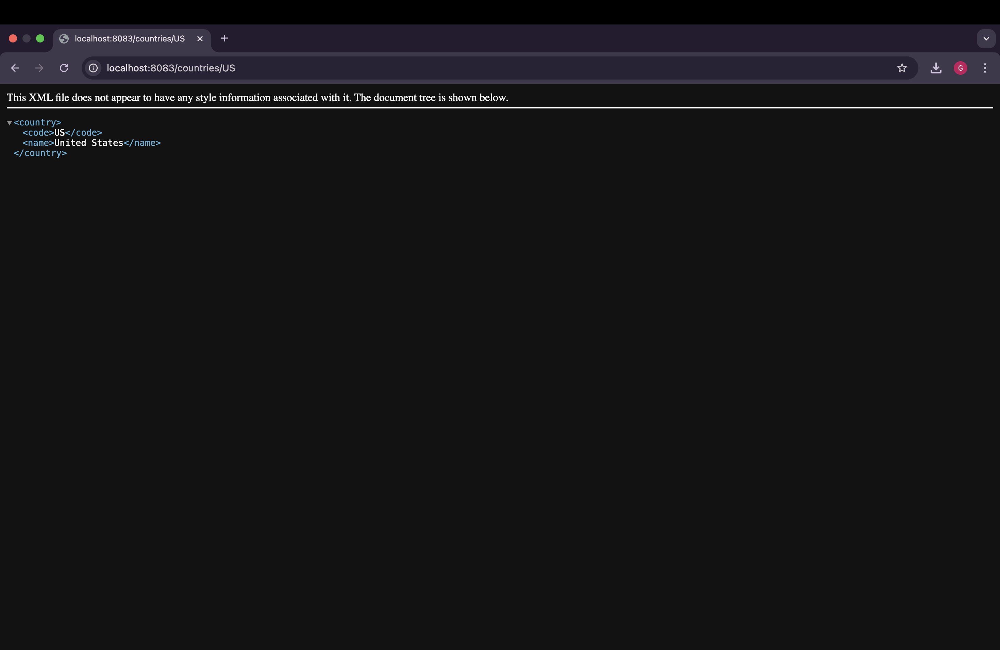 localhost:8083/countries/US
localhost:8083/countries/US
G
This XML file does not appear to have any style information associated with it. The document tree is shown below.
<country>
<code>US</code>
<name>United States</name>
</country>